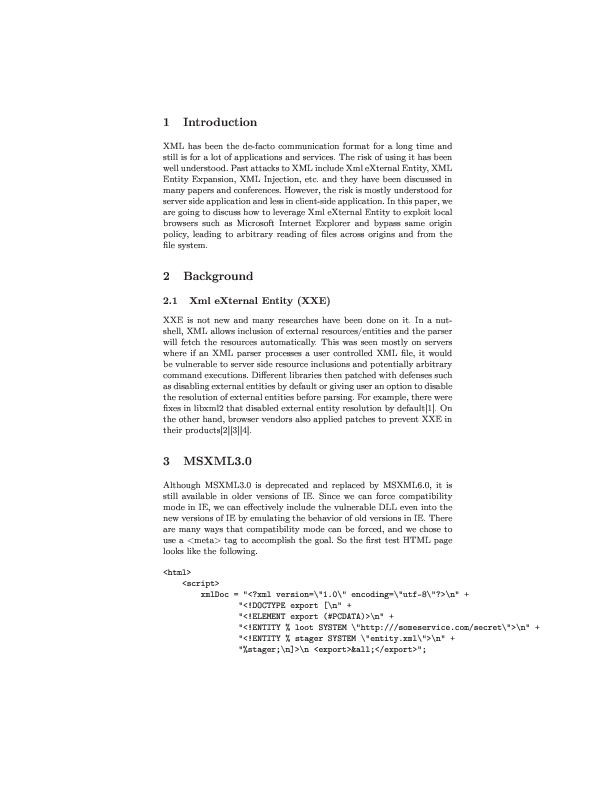 1 Introduction
XML has been the de-facto communication format for a long time and
still is for a lot of applications and services. The risk of using it has been
well understood. Past attacks to XML include Xml eXternal Entity, XML
Entity Expansion, XML Injection, etc. and they have been discussed in
many papers and conferences. However, the risk is mostly understood for
server side application and less in client-side application. In this paper, we
are going to discuss how to leverage Xml eXternal Entity to exploit local
browsers such as Microsoft Internet Explorer and bypass same origin
policy, leading to arbitrary reading of files across origins and from the
file system.
2 Background
2.1 Xml eXternal Entity (XXE)
XXE is not new and many researches have been done on it. In a nut-
shell, XML allows inclusion of external resources/entities and the parser
will fetch the resources automatically. This was seen mostly on servers
where if an XML parser processes a user controlled XML file, it would
be vulnerable to server side resource inclusions and potentially arbitrary
command executions. Different libraries then patched with defenses such
as disabling external entities by default or giving user an option to disable
the resolution of external entities before parsing. For example, there were
fixes in libxml2 that disabled external entity resolution by default[1]. On
the other hand, browser vendors also applied patches to prevent XXE in
their products[2][3][4].
3 MSXML3.0
Although MSXML3.0 is deprecated and replaced by MSXML6.0, it is
still available in older versions of IE. Since we can force compatibility
mode in IE, we can effectively include the vulnerable DLL even into the
new versions of IE by emulating the behavior of old versions in IE. There
are many ways that compatibility mode can be forced, and we chose to
use a <meta> tag to accomplish the goal. So the first test HTML page
looks like the following.
<html>
<script>
xmlDoc = "<?xml version=\"1.0\" encoding=\"utf-8\"?>\n" +
"<!DOCTYPE export [\n" +
"<!ELEMENT export (#PCDATA)>\n" +
"<!ENTITY % loot SYSTEM \"http:///someservice.com/secret\">\n" +
"<!ENTITY % stager SYSTEM \"entity.xml\">\n" +
"%stager;\n]>\n <export>&all;</export>";